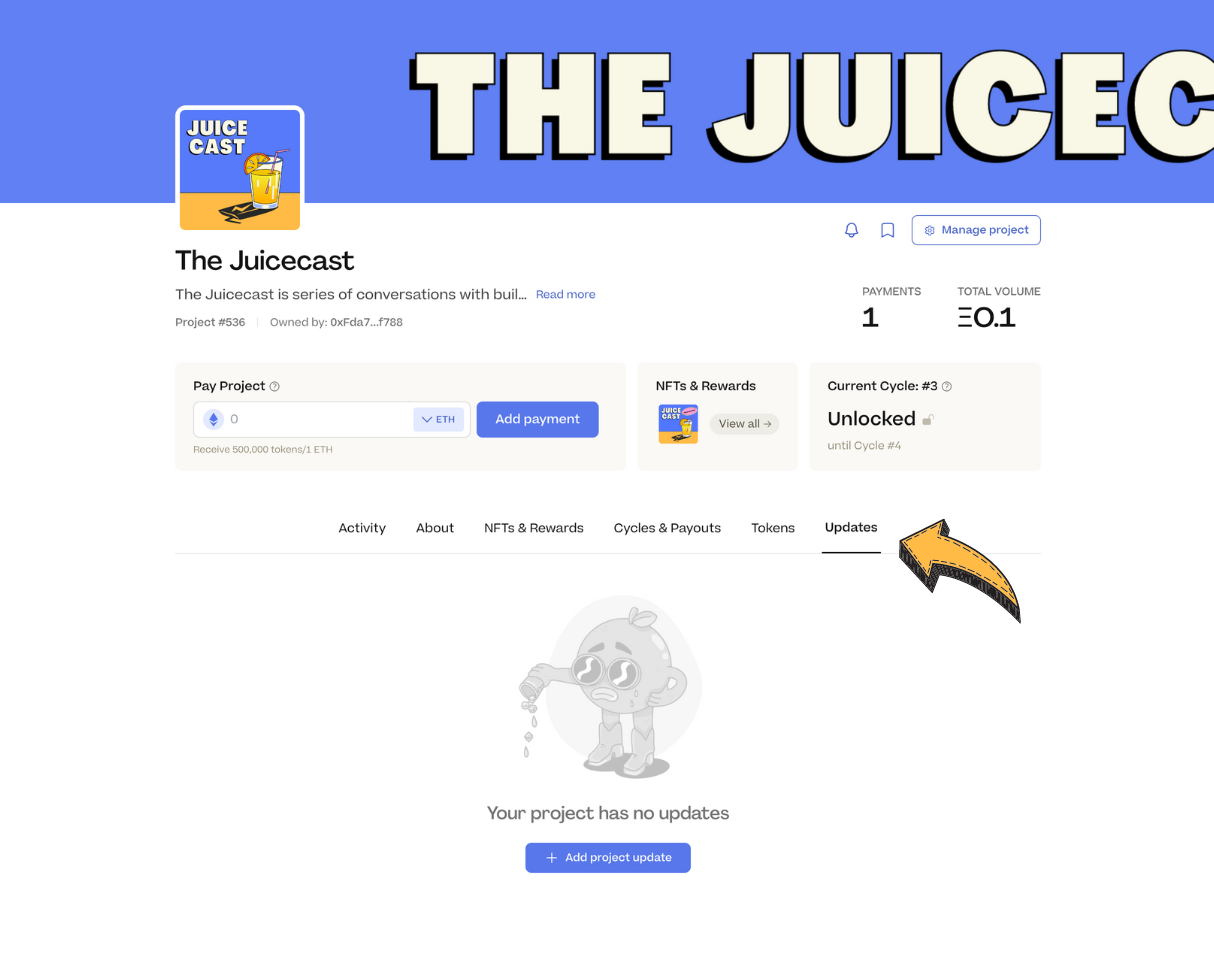 THE JUICEC
JUICE
CAST
Manage project
The Juicecast
The Juicecast is series of conversations with buil... Read more
PAYMENTS TOTAL VOLUME
1 Ξ0.1
Project #536 Owned by: 0xFda7...f788
Pay Project
0 ETH Add payment
Receive 500,000 tokens/1 ETH
NFTs & Rewards
JUICE
CAST
View all →
Current Cycle: #3
Unlocked
until Cycle #4
Activity About NFTs & Rewards Cycles & Payouts Tokens Updates
Your project has no updates
+ Add project update